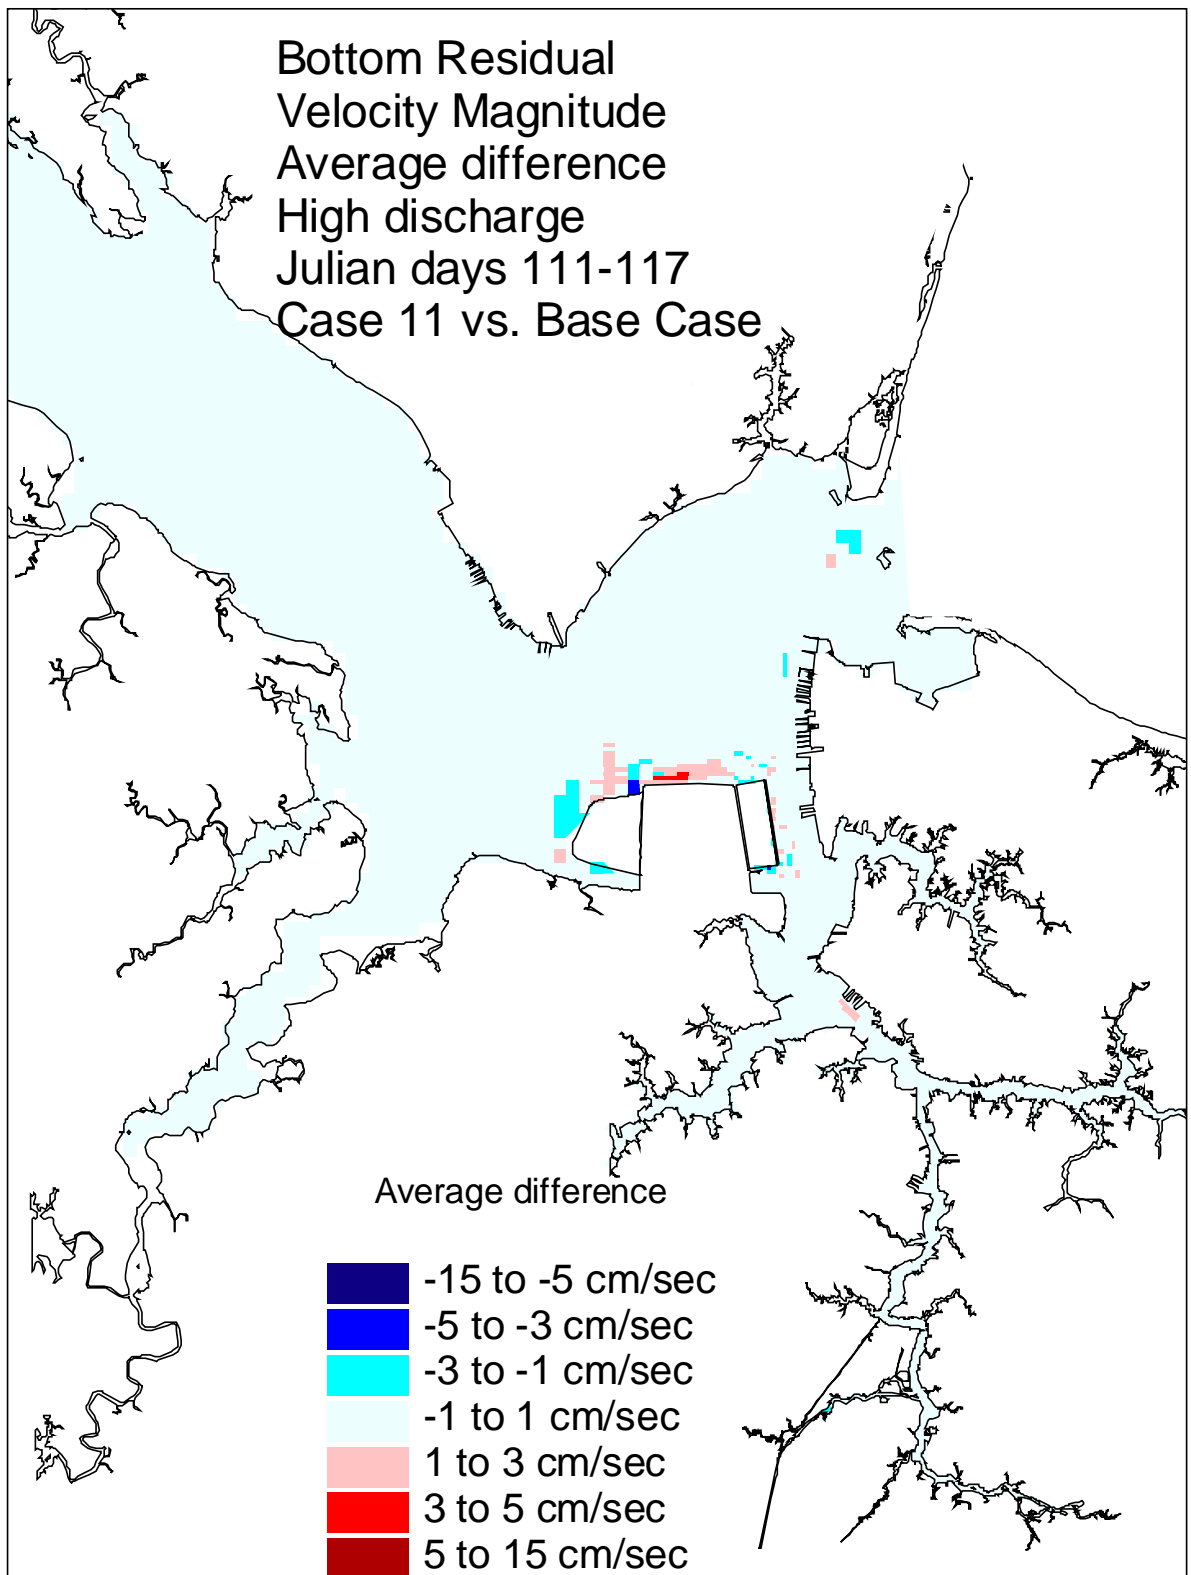 Bottom Residual
Velocity Magnitude
Average difference
High discharge
Julian days 111-117
Case 11 vs. Base Case
Average difference
-15 to -5 cm/sec
-5 to -3 cm/sec
-3 to -1 cm/sec
-1 to 1 cm/sec
1 to 3 cm/sec
3 to 5 cm/sec
5 to 15 cm/sec